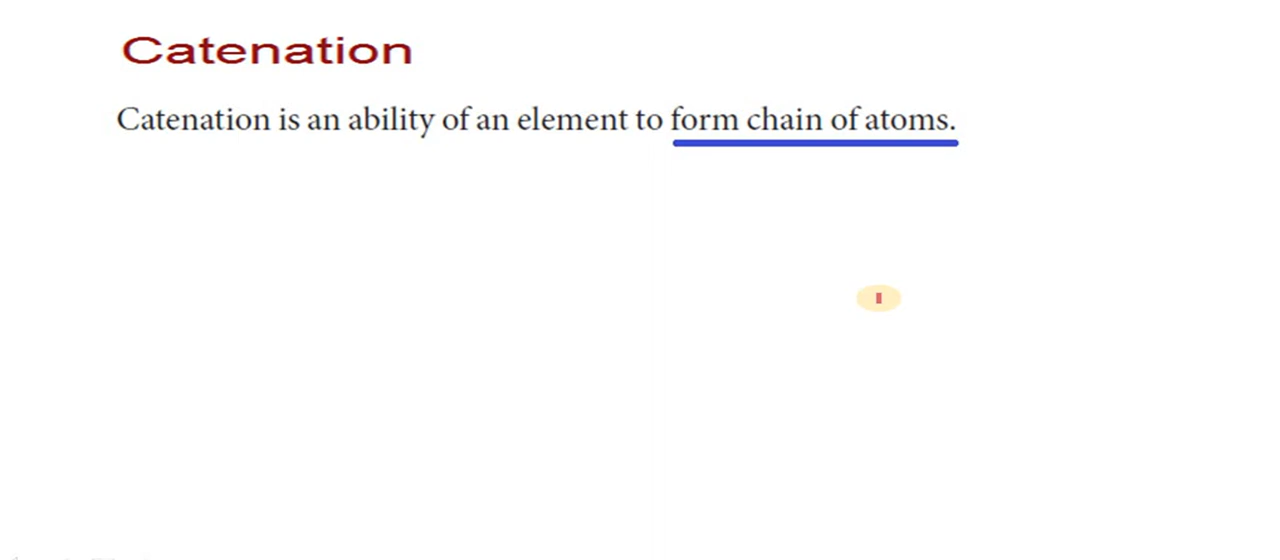 Catenation
Catenation is an ability of an element to form chain of atoms.